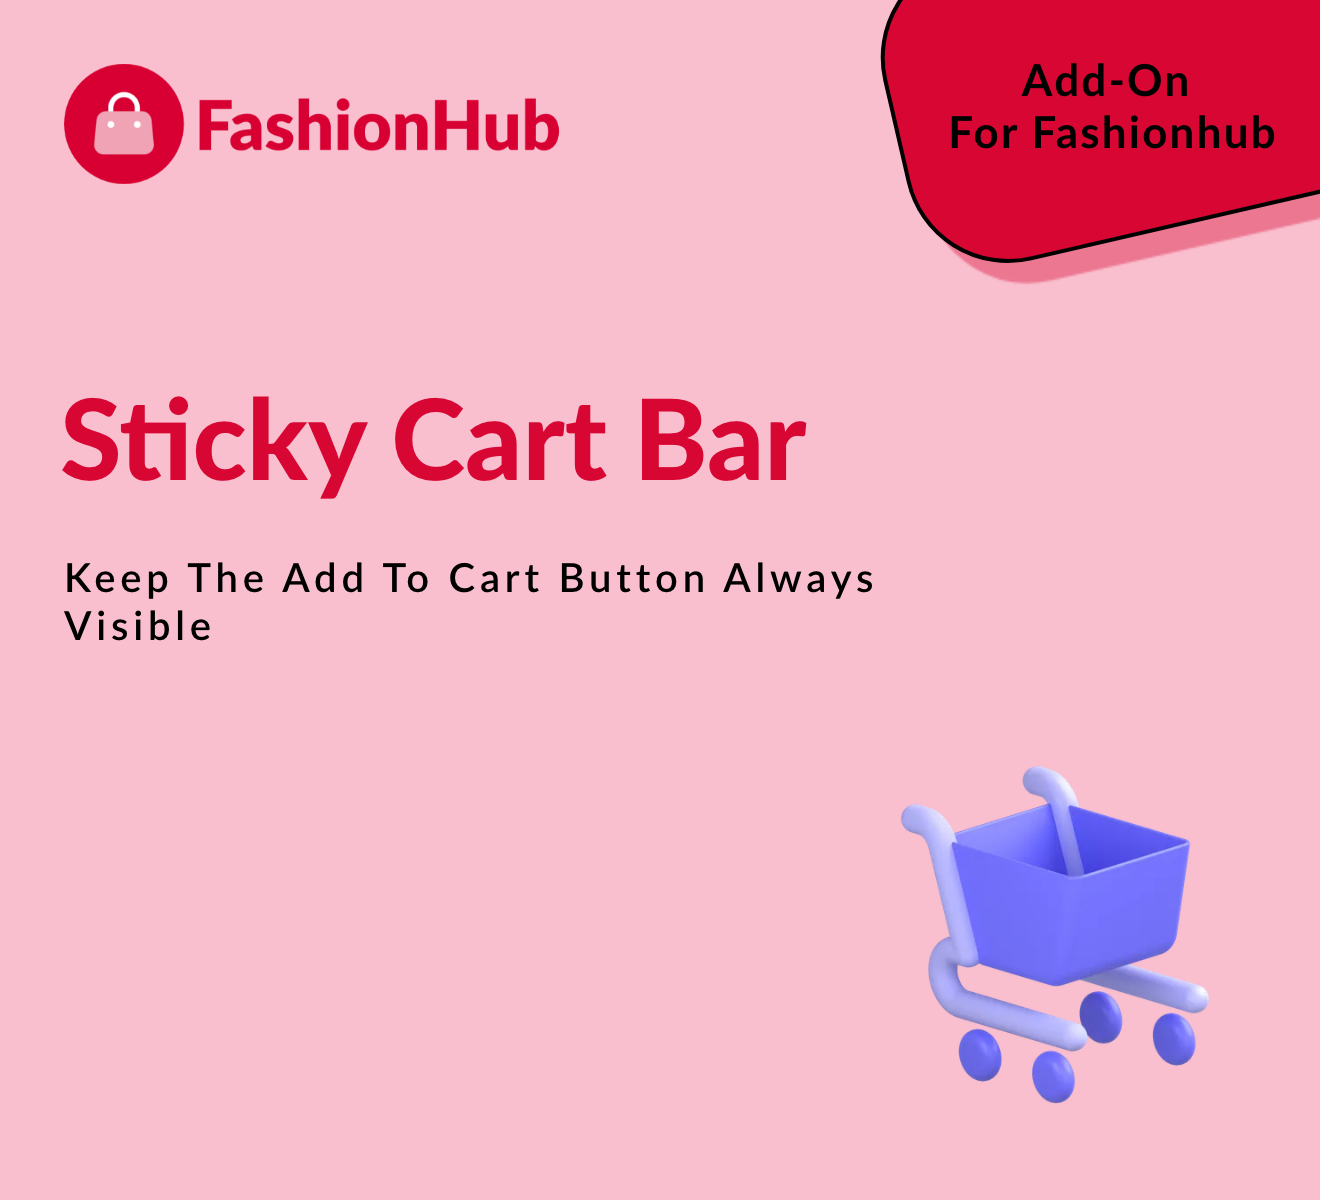 FashionHub
Add-On
For Fashionhub
Sticky Cart Bar
Keep The Add To Cart Button Always
Visible